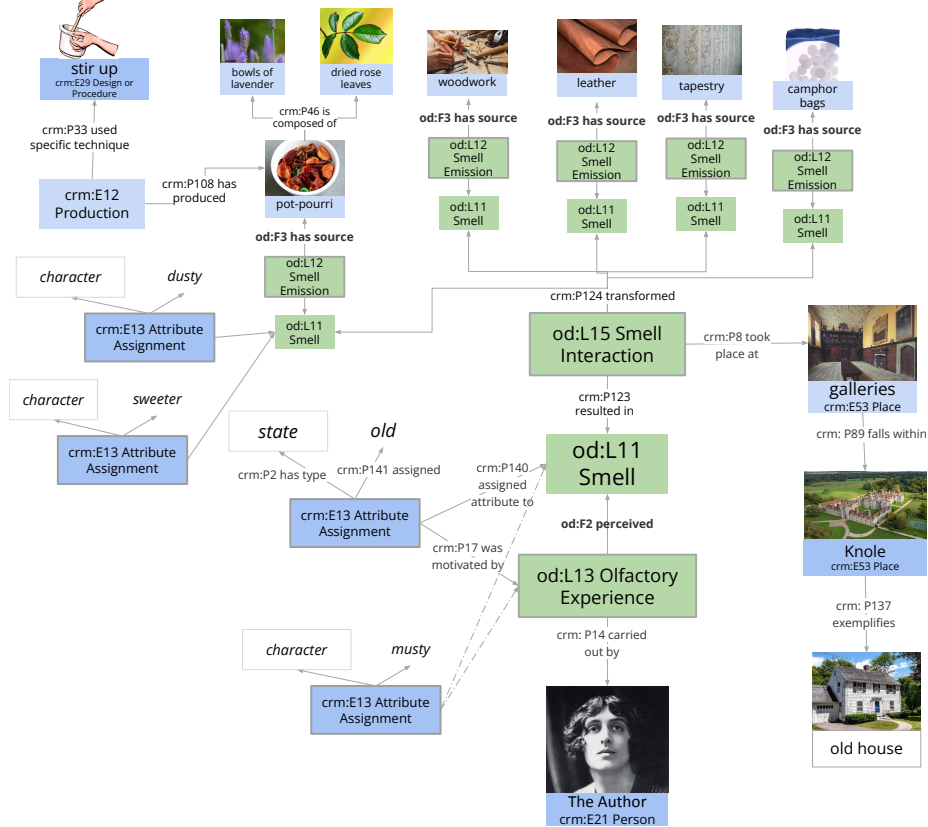 stir up
crm:E29 Design or
Procedure
bowls of
lavender
dried rose
leaves
woodwork
leather
tapestry
camphor
bags
crm:P33 used
specific technique
crm:P46 is
composed of
od:F3 has source
od:F3 has source
od:F3 has source
od:F3 has source
od:L12
Smell
Emission
od:L12
Smell
Emission
od:L12
Smell
Emission
od:L12
Smell
Emission
crm:E12
Production
crm:P108 has
produced
pot-pourri
od:L11
Smell
od:L11
Smell
od:L11
Smell
od:L11
Smell
od:F3 has source
character
dusty
od:L12
Smell
Emission
crm:P124 transformed
crm:E13 Attribute
Assignment
od:L11
Smell
od:L15 Smell
Interaction
crm:P8 took
place at
galleries
crm:E53 Place
character
sweeter
crm:P123
resulted in
crm:E13 Attribute
Assignment
state
old
crm: P89 falls within
crm:P2 has type
crm:P141 assigned
crm:P140
assigned
attribute to
od:L11
Smell
crm:E13 Attribute
Assignment
od:F2 perceived
crm:P17 was
motivated by
Knole
crm:E53 Place
od:L13 Olfactory
Experience
crm: P137
exemplifies
character
musty
crm: P14 carried
out by
crm:E13 Attribute
Assignment
old house
The Author
crm:E21 Person